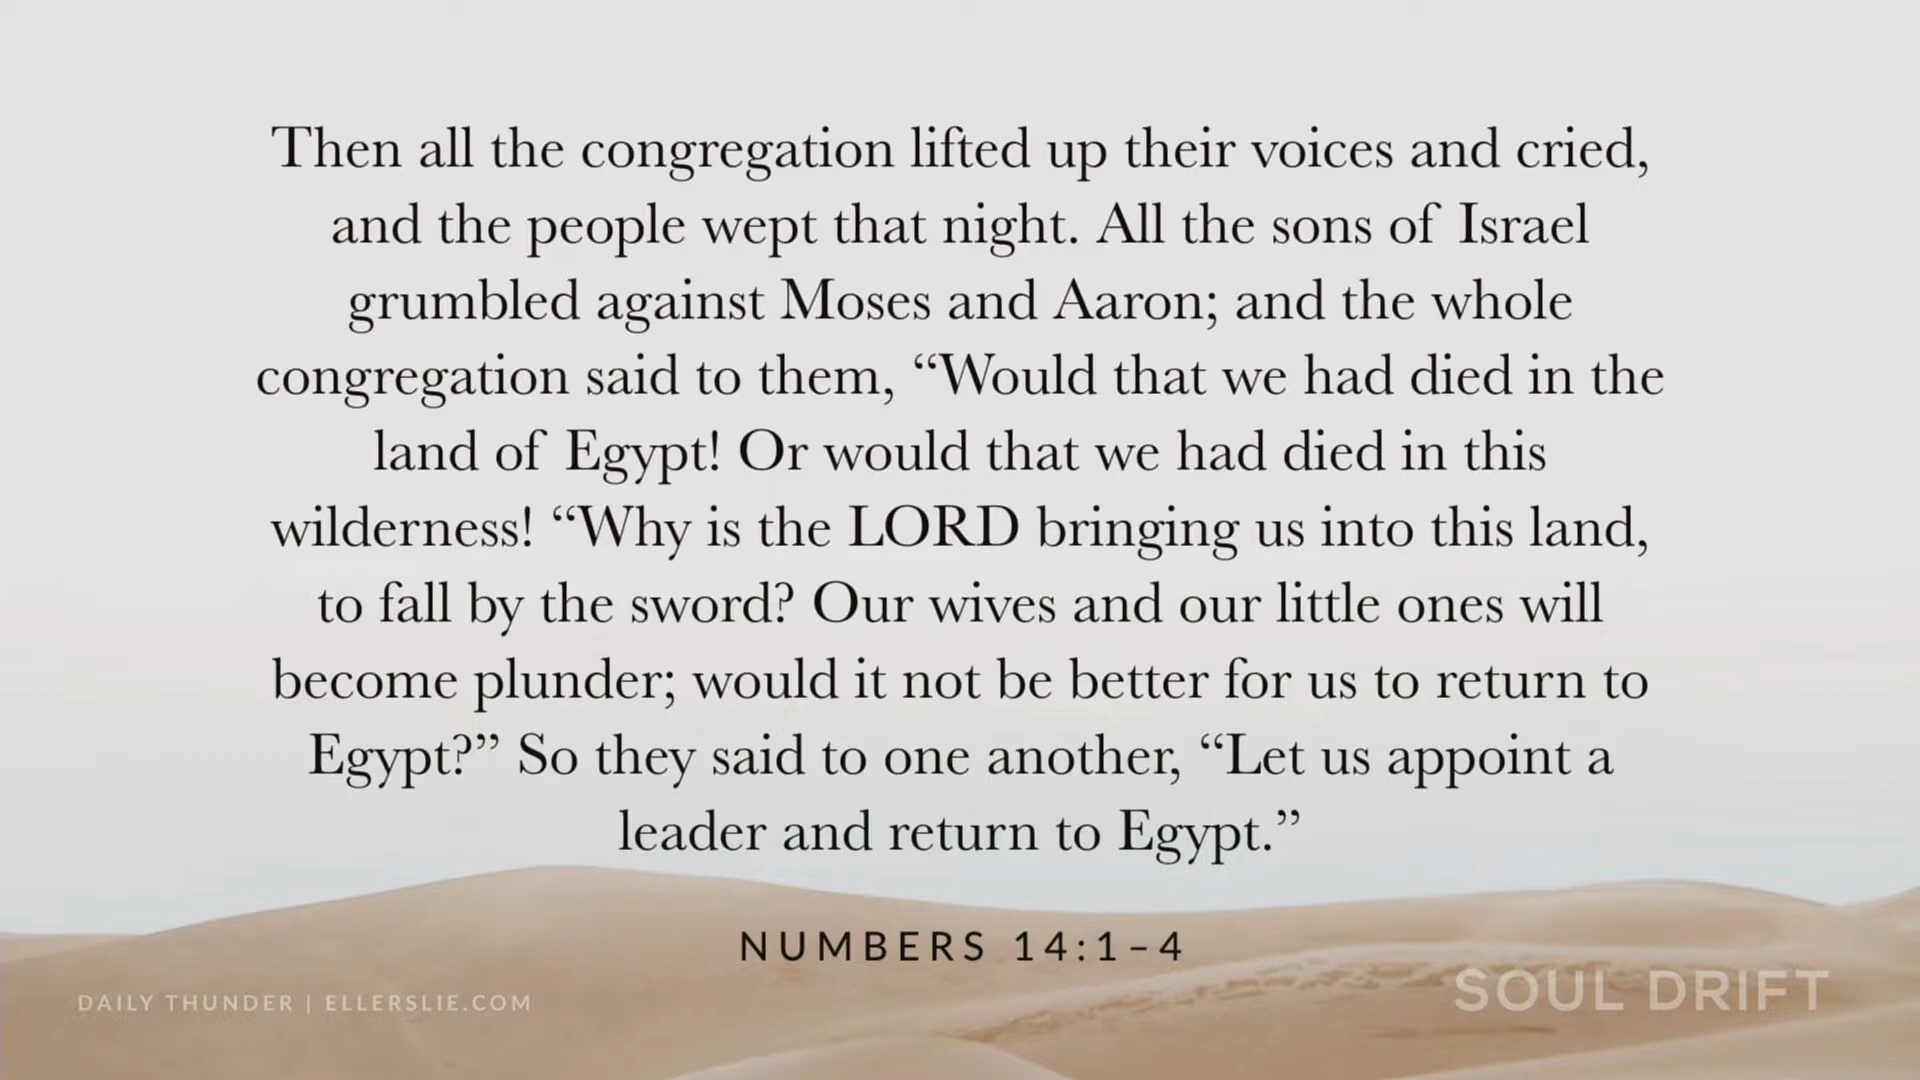 Then all the congregation lifted up their voices and cried,
and the people wept that night. All the sons of Israel
grumbled against Moses and Aaron; and the whole
congregation said to them, “Would that we had died in the
land of Egypt! Or would that we had died in this
wilderness! “Why is the LORD bringing us into this land,
to fall by the sword? Our wives and our little ones will
become plunder; would it not be better for us to return to
Egypt?” So they said to one another, “Let us appoint a
leader and return to Egypt.”
NUMBERS 14:1–4
DAILY THUNDER | ELLERSLIE.COM
SOUL DRIFT